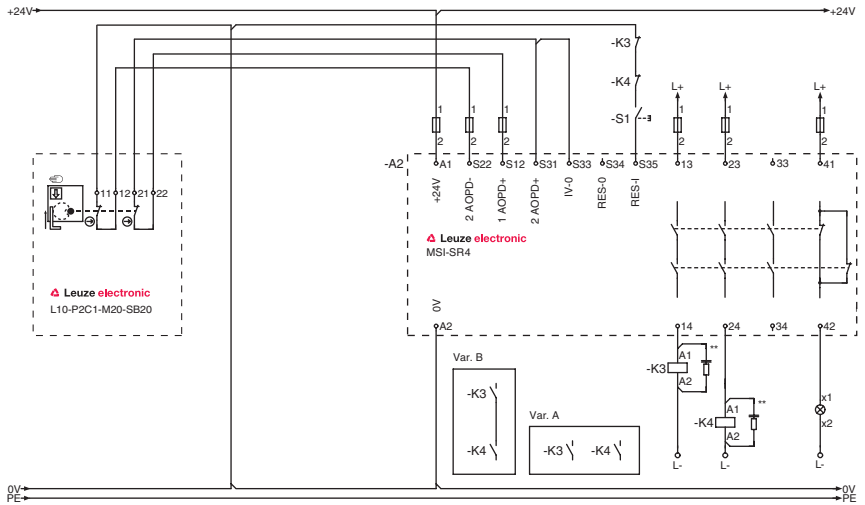 +24V +24V
-K3
-K4
L+ L+ L+
-S1
1 1 1 1 1 1
2 2 2 2 2 2
-A2 A1 S22 S12 S31 S33 S34 S35 13 23 33 41
+24V 2 AOPD- 1 AOPD+ 2 AOPD+ IV-0 RES-0 RES-I
11 12 21 22
Leuze electronic
MSI-SR4
Leuze electronic
L10-P2C1-M20-SB20
0V
A2 14 24 34 42
Var. B
-K3
-K4
Var. A
-K3 -K4
-K3 A1 **
A2
-K4 A1 **
A2
x1
x2
L- L- L-
0V 0V
PE PE